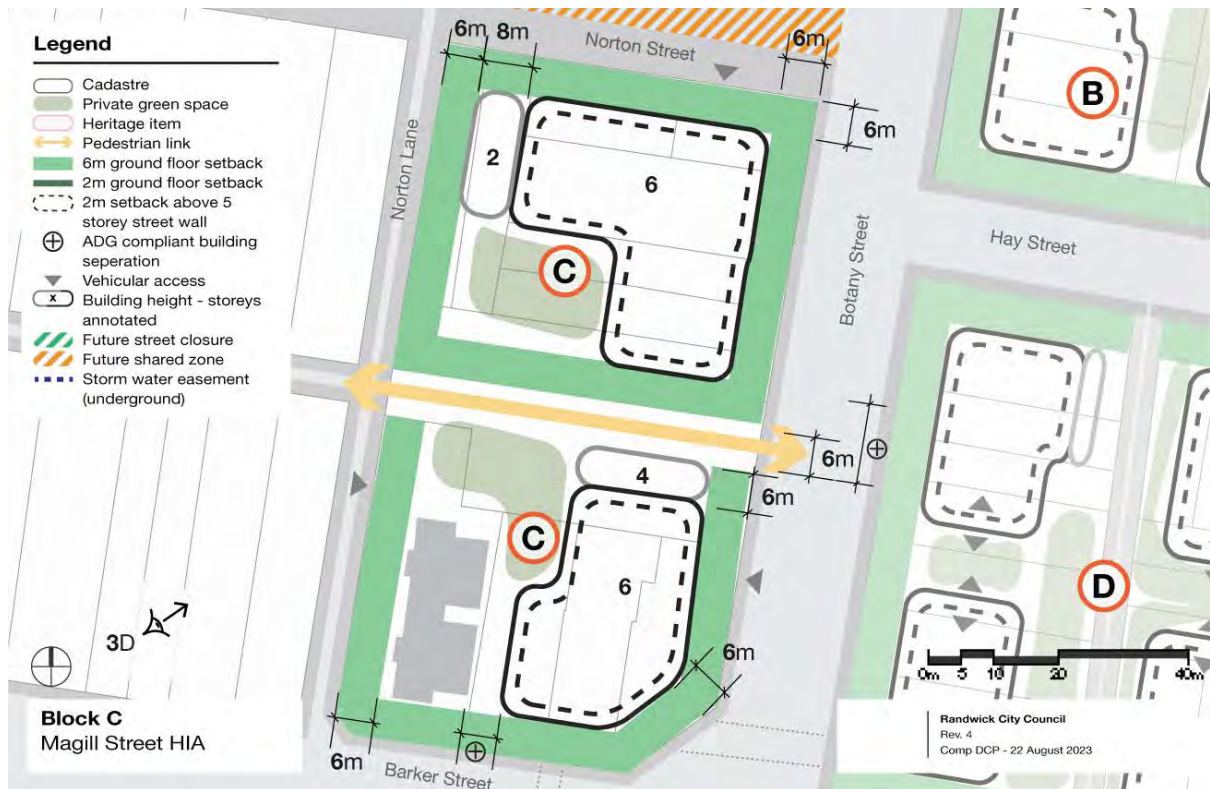 Legend
Cadastre
Private green space
Heritage item
Pedestrian link
6m ground floor setback
2m ground floor setback
2m setback above 5
storey street wall
ADG compliant building
seperation
Vehicular access
x
Building height - storeys
annotated
Future street closure
Future shared zone
Storm water easement
(underground)
6m 8m
Norton Street
6m
6m
Norton Lane
2
6
C
Botany Street
B
Hay Street
6m
6m
4
C
6
D
6m
3D
0m 5 10 20 40m
Block C
Magill Street HIA
6m
Barker Street
Randwick City Council
Rev. 4
Comp DCP - 22 August 2023